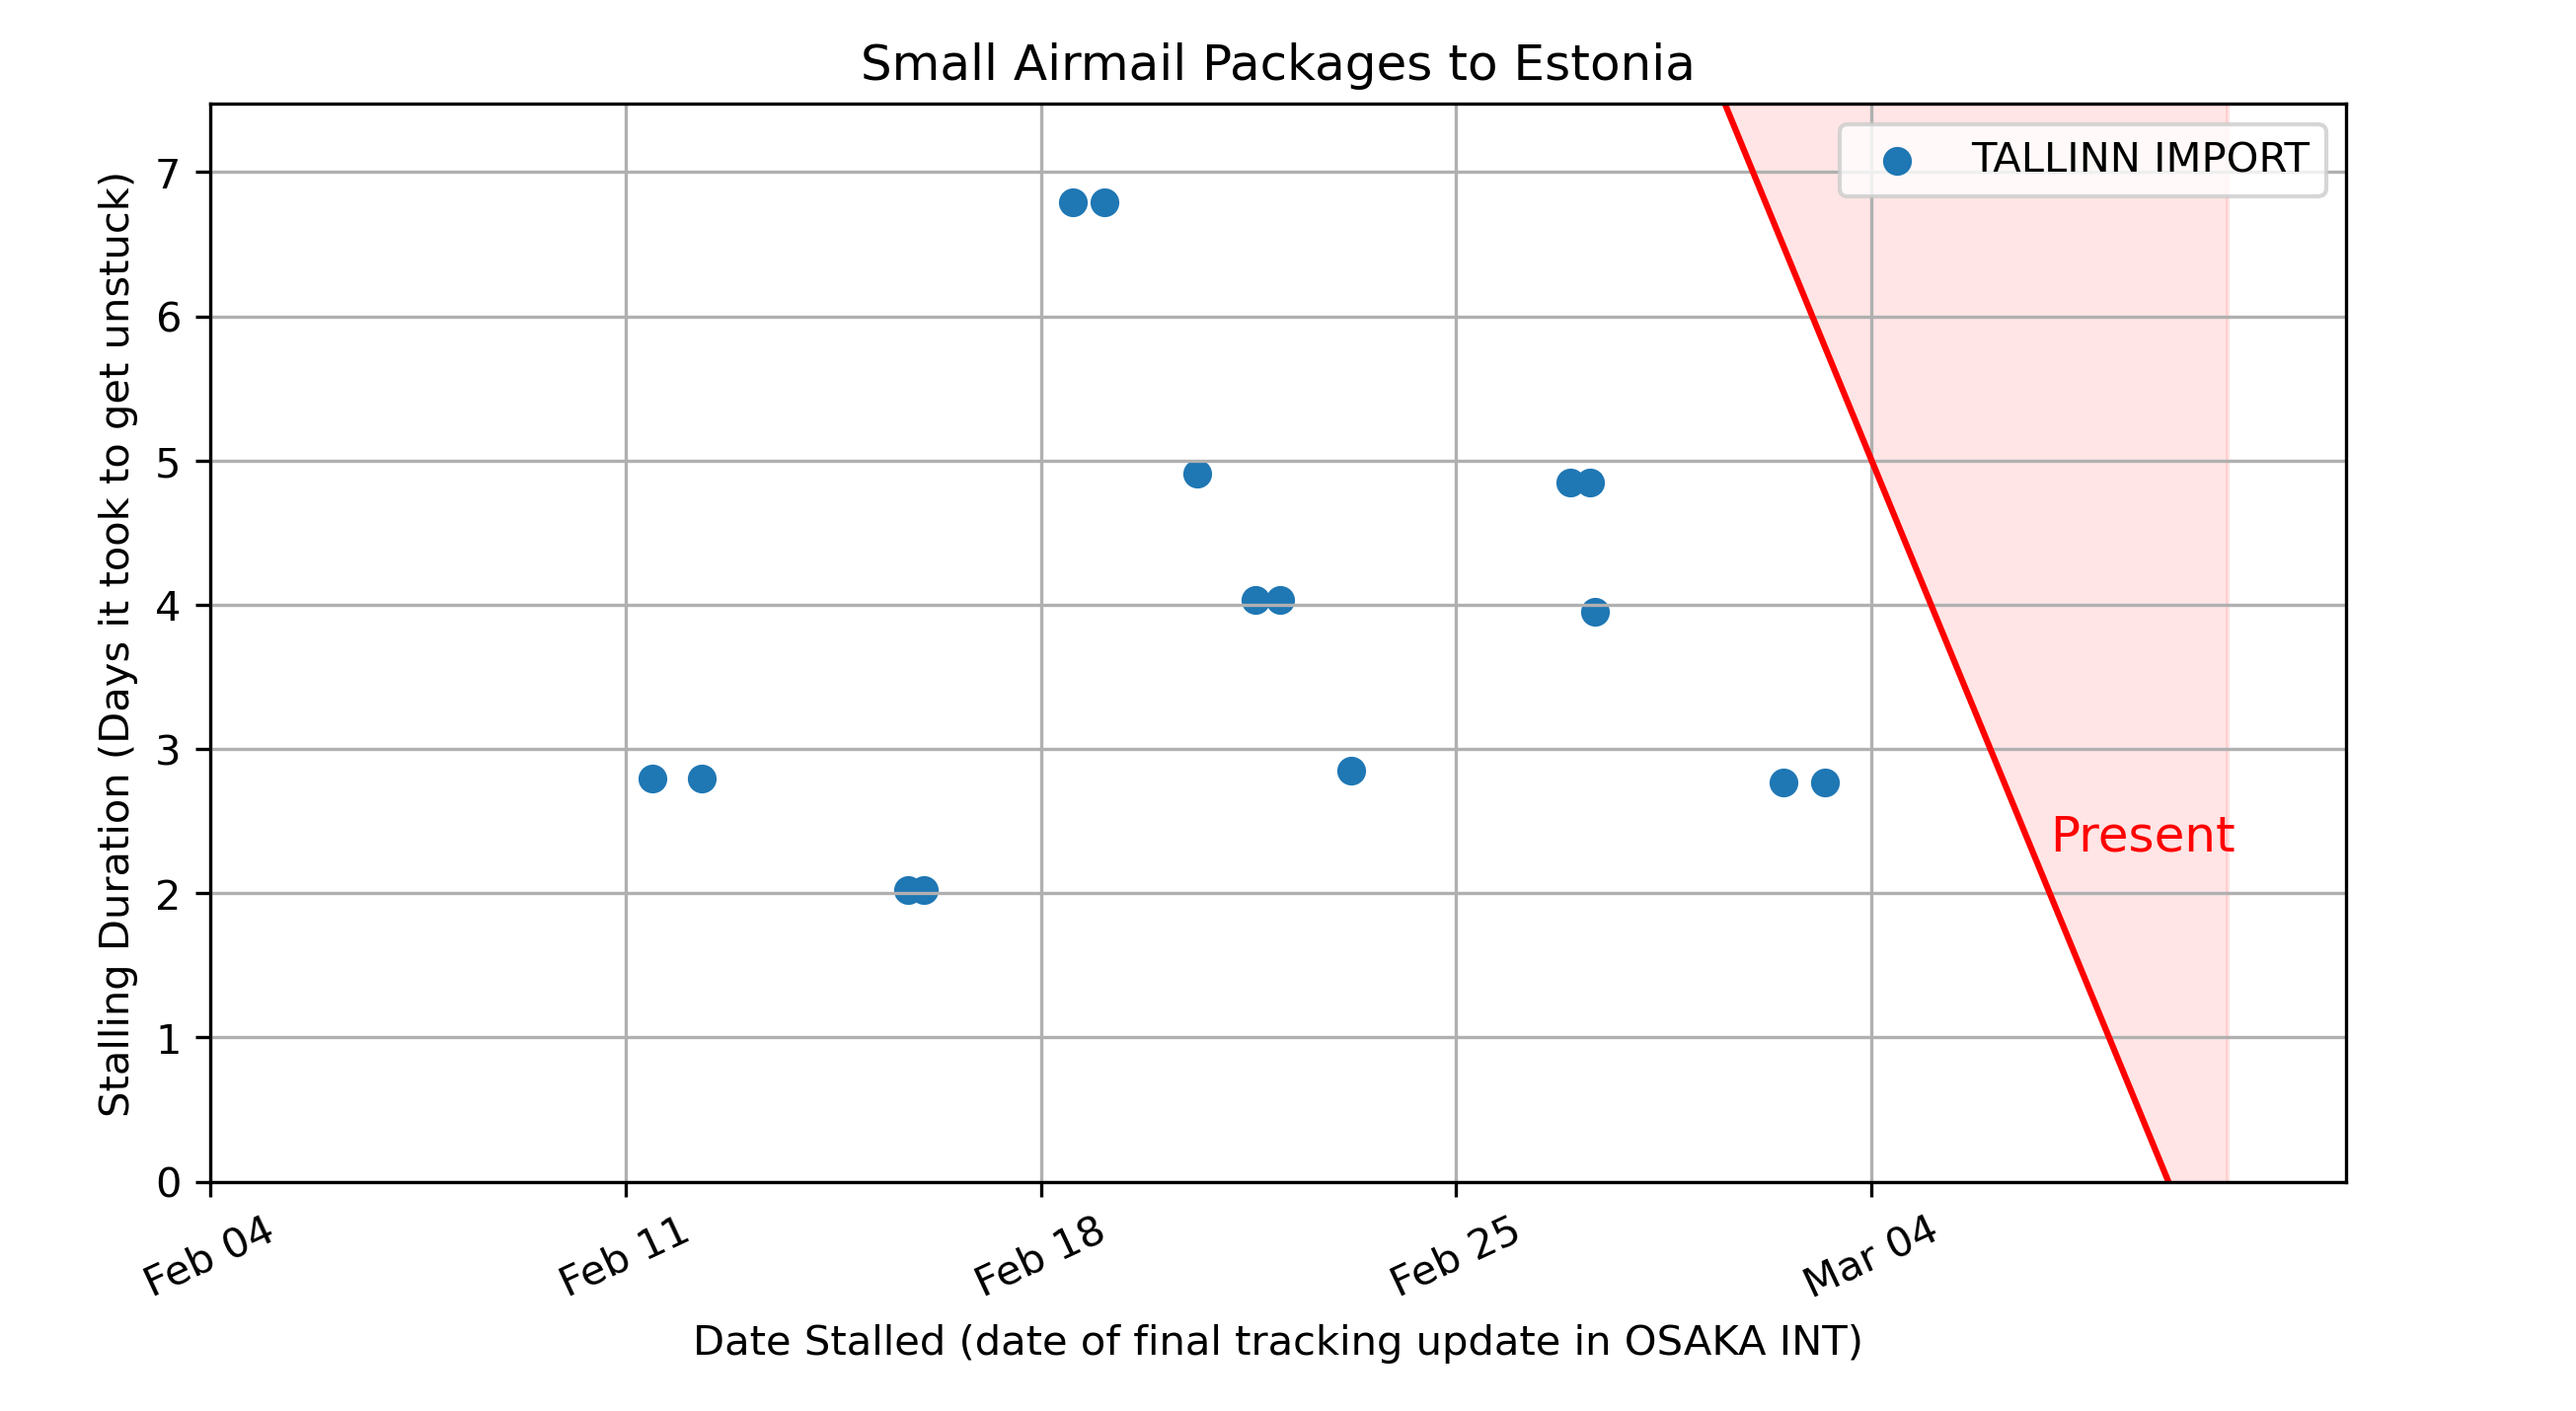 Small Airmail Packages to Estonia
TALLINN IMPORT
Stalling Duration (Days it took to get unstuck)
7
6
5
4
3
2
1
0
Present
Feb 04
Feb 11
Feb 18
Feb 25
Mar 04
Date Stalled (date of final tracking update in OSAKA INT)